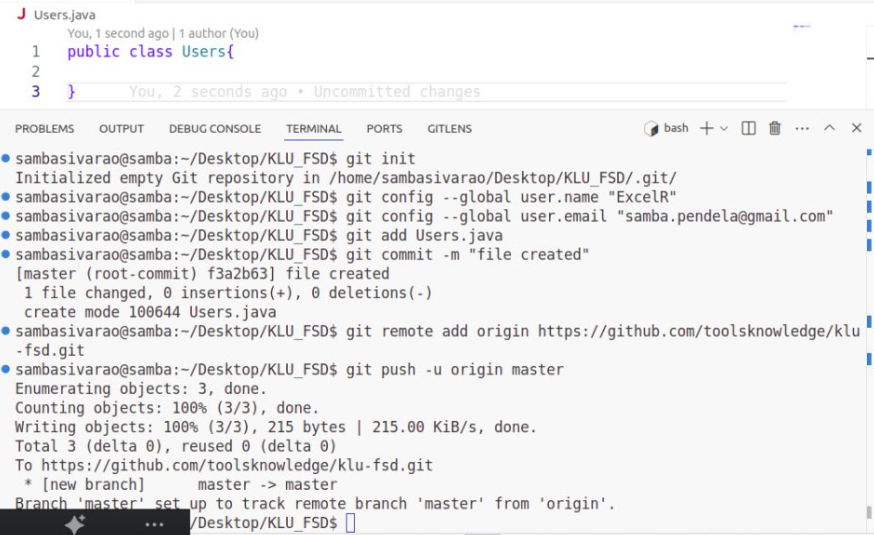 J Users.java
You, 1 second ago | 1 author (You)
1 public class Users{
2
3 } You, 2 seconds ago • Uncommitted changes
PROBLEMS OUTPUT DEBUG CONSOLE TERMINAL PORTS GITLENS bash
sambasivarao@samba:~/Desktop/KLU_FSD$ git init
Initialized empty Git repository in /home/sambasivarao/Desktop/KLU_FSD/.git/
sambasivarao@samba:~/Desktop/KLU_FSD$ git config --global user.name "ExcelR"
sambasivarao@samba:~/Desktop/KLU_FSD$ git config --global user.email "samba.pendela@gmail.com"
sambasivarao@samba:~/Desktop/KLU_FSD$ git add Users.java
sambasivarao@samba:~/Desktop/KLU_FSD$ git commit -m "file created"
[master (root-commit) f3a2b63] file created
1 file changed, 0 insertions(+), 0 deletions(-)
create mode 100644 Users.java
sambasivarao@samba:~/Desktop/KLU_FSD$ git remote add origin https://github.com/toolsknowledge/klu
-fsd.git
sambasivarao@samba:~/Desktop/KLU_FSD$ git push -u origin master
Enumerating objects: 3, done.
Counting objects: 100% (3/3), done.
Writing objects: 100% (3/3), 215 bytes | 215.00 KiB/s, done.
Total 3 (delta 0), reused 0 (delta 0)
To https://github.com/toolsknowledge/klu-fsd.git
* [new branch] master -> master
Branch 'master' set up to track remote branch 'master' from 'origin'.
/Desktop/KLU_FSD$